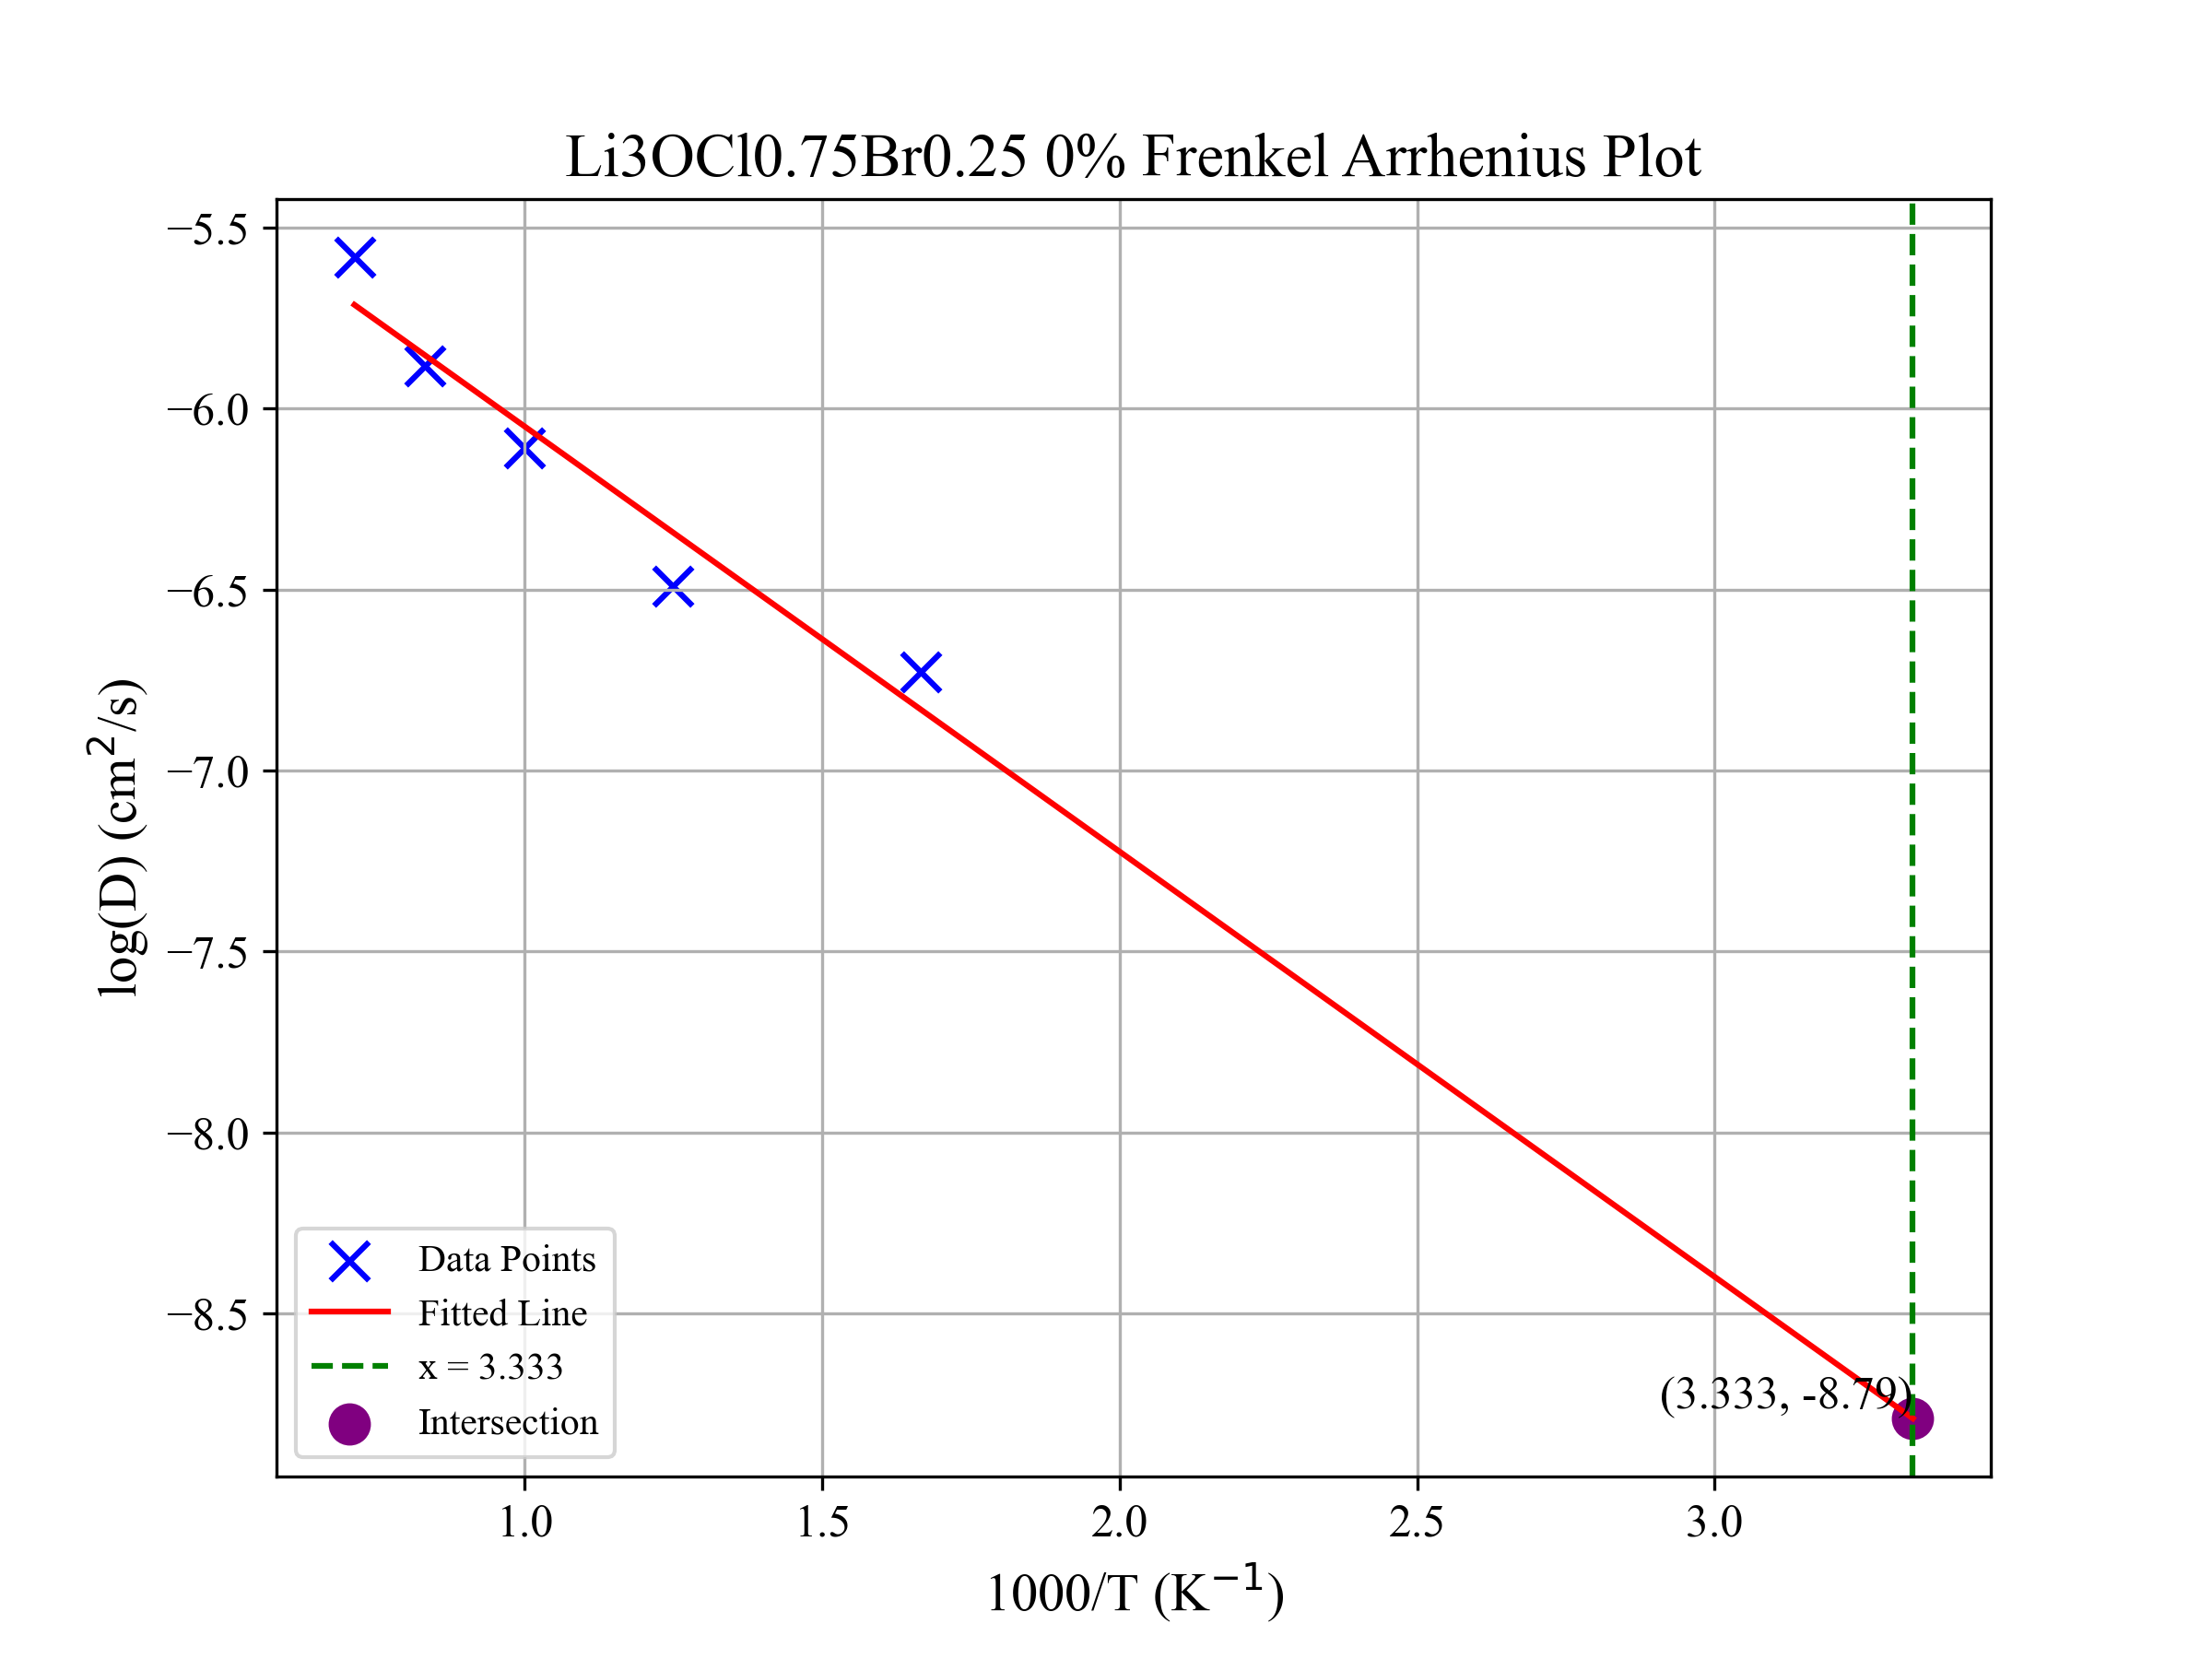 Li3OCl0.75Br0.25 0% Frenkel Arrhenius Plot
−5.5
−6.0
−6.5
−7.0
−7.5
−8.0
−8.5
log(D) (cm²/s)
Data Points
Fitted Line
x = 3.333
Intersection
(3.333, -8.79)
1.0 1.5 2.0 2.5 3.0
1000/T (K⁻¹)